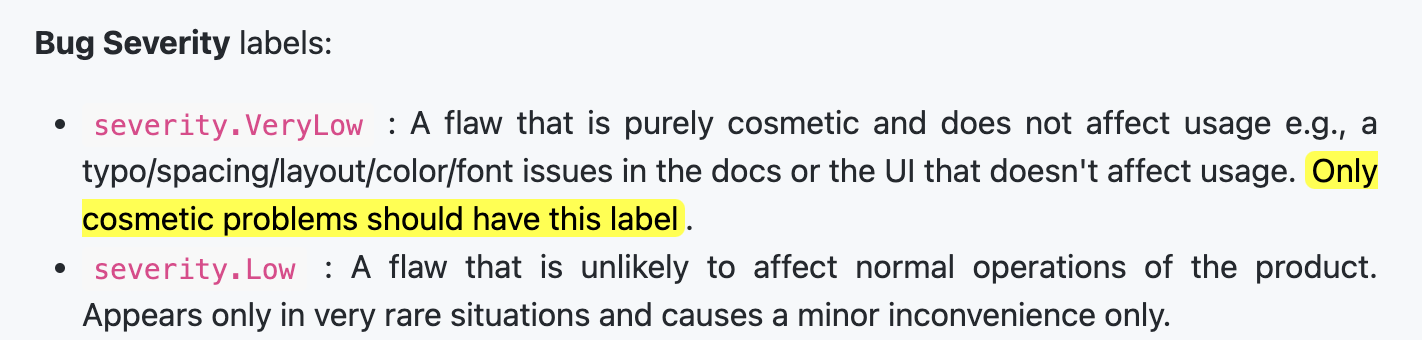 Bug Severity labels:
• severity.VeryLow : A flaw that is purely cosmetic and does not affect usage e.g., a
typo/spacing/layout/color/font issues in the docs or the UI that doesn't affect usage. Only
cosmetic problems should have this label.
• severity.Low : A flaw that is unlikely to affect normal operations of the product.
Appears only in very rare situations and causes a minor inconvenience only.